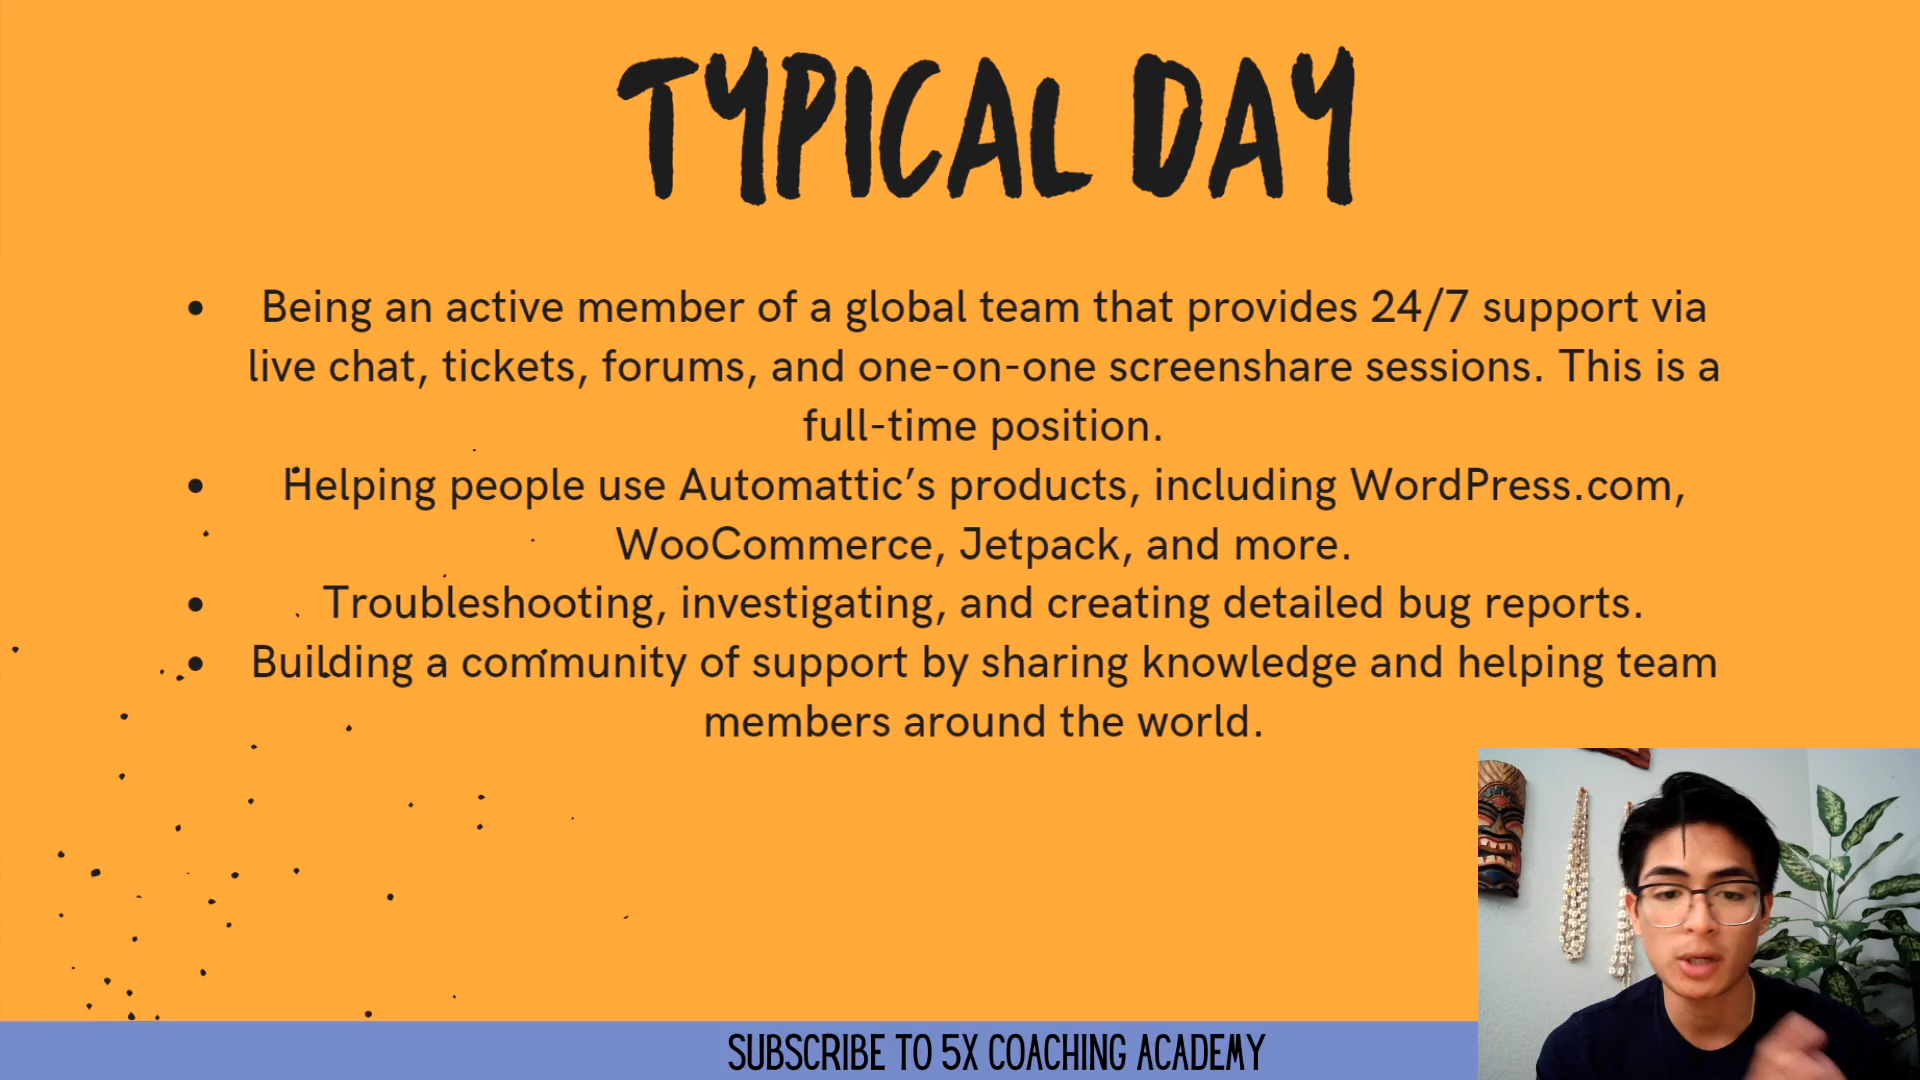 TYPICAL DAY
• Being an active member of a global team that provides 24/7 support via
live chat, tickets, forums, and one-on-one screenshare sessions. This is a
full-time position.
• Helping people use Automattic’s products, including WordPress.com,
WooCommerce, Jetpack, and more.
• Troubleshooting, investigating, and creating detailed bug reports.
• Building a community of support by sharing knowledge and helping team
members around the world.
SUBSCRIBE TO 5X COACHING ACADEMY